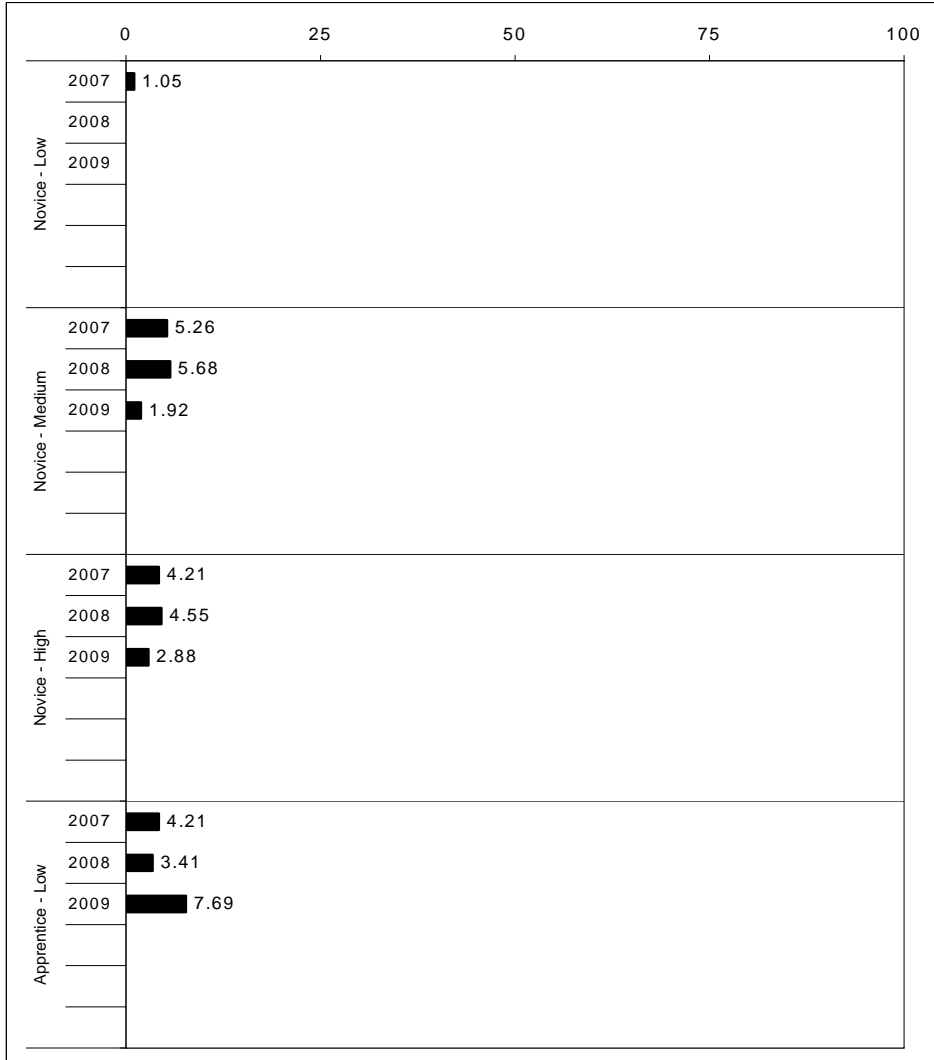 0 25 50 75 100
Novice - Low
2007 1.05
2008
2009
Novice - Medium
2007 5.26
2008 5.68
2009 1.92
Novice - High
2007 4.21
2008 4.55
2009 2.88
Apprentice - Low
2007 4.21
2008 3.41
2009 7.69